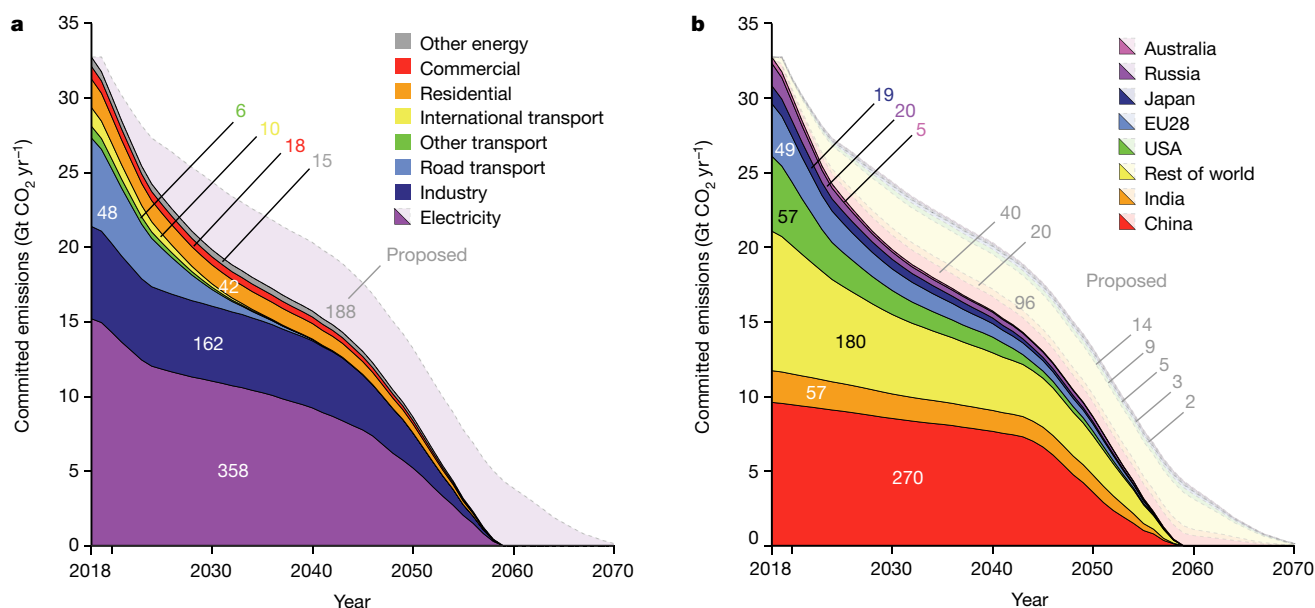 a
35
30
25
20
15
10
5
0
Committed emissions (Gt CO₂ yr⁻¹)
Other energy
Commercial
Residential
International transport
Other transport
Road transport
Industry
Electricity
6
10
18
15
48
42
162
358
Proposed
188
2018
2030
2040
2050
2060
2070
Year
b
35
30
25
20
15
10
5
0
Committed emissions (Gt CO₂ yr⁻¹)
Australia
Russia
Japan
EU28
USA
Rest of world
India
China
19
20
5
49
57
180
57
270
40
20
96
Proposed
14
9
5
3
2
2018
2030
2040
2050
2060
2070
Year